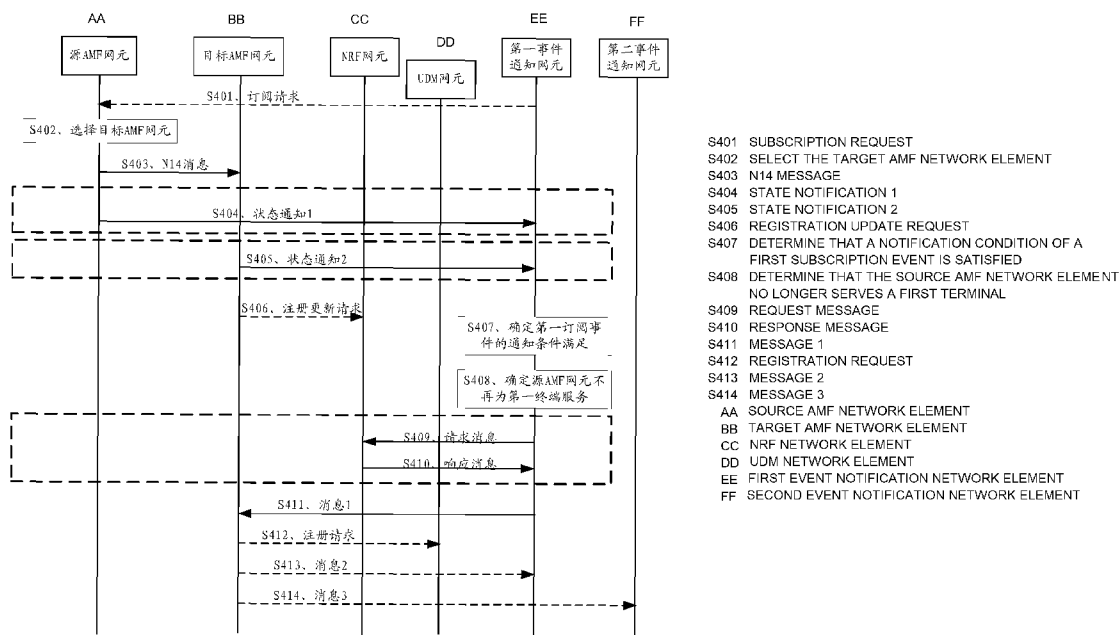 AA
BB
CC
DD
EE
FF
源AMF网元
目标AMF网元
NRF网元
UDM网元
第一事件
通知网元
第二事件
通知网元
S401、订阅请求
S402、选择目标AMF网元
S403、N14消息
S404、状态通知1
S405、状态通知2
S406、注册更新请求
S407、确定第一订阅事
件的通知条件满足
S408、确定源AMF网元不
再为第一终端服务
S409、请求消息
S410、响应消息
S411、消息1
S412、注册请求
S413、消息2
S414、消息3
S401 SUBSCRIPTION REQUEST
S402 SELECT THE TARGET AMF NETWORK ELEMENT
S403 N14 MESSAGE
S404 STATE NOTIFICATION 1
S405 STATE NOTIFICATION 2
S406 REGISTRATION UPDATE REQUEST
S407 DETERMINE THAT A NOTIFICATION CONDITION OF A
FIRST SUBSCRIPTION EVENT IS SATISFIED
S408 DETERMINE THAT THE SOURCE AMF NETWORK ELEMENT
NO LONGER SERVES A FIRST TERMINAL
S409 REQUEST MESSAGE
S410 RESPONSE MESSAGE
S411 MESSAGE 1
S412 REGISTRATION REQUEST
S413 MESSAGE 2
S414 MESSAGE 3
AA SOURCE AMF NETWORK ELEMENT
BB TARGET AMF NETWORK ELEMENT
CC NRF NETWORK ELEMENT
DD UDM NETWORK ELEMENT
EE FIRST EVENT NOTIFICATION NETWORK ELEMENT
FF SECOND EVENT NOTIFICATION NETWORK ELEMENT